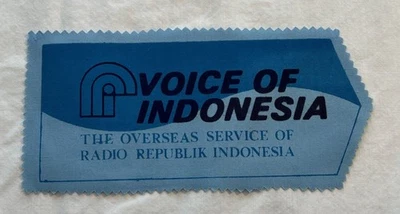 VOICE OF
INDONESIA
THE OVERSEAS SERVICE OF
RADIO REPUBLIK INDONESIA